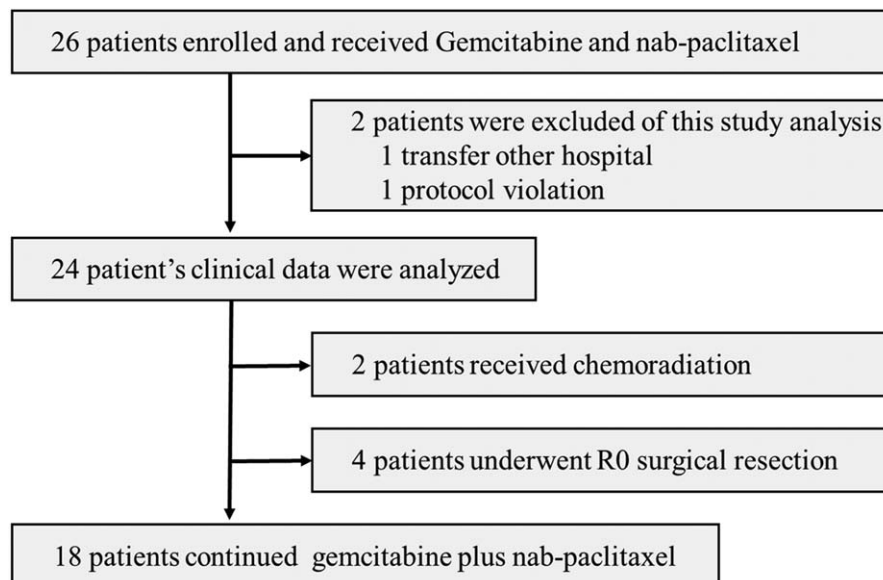 26 patients enrolled and received Gemcitabine and nab-paclitaxel
2 patients were excluded of this study analysis
1 transfer other hospital
1 protocol violation
24 patient’s clinical data were analyzed
2 patients received chemoradiation
4 patients underwent R0 surgical resection
18 patients continued gemcitabine plus nab-paclitaxel